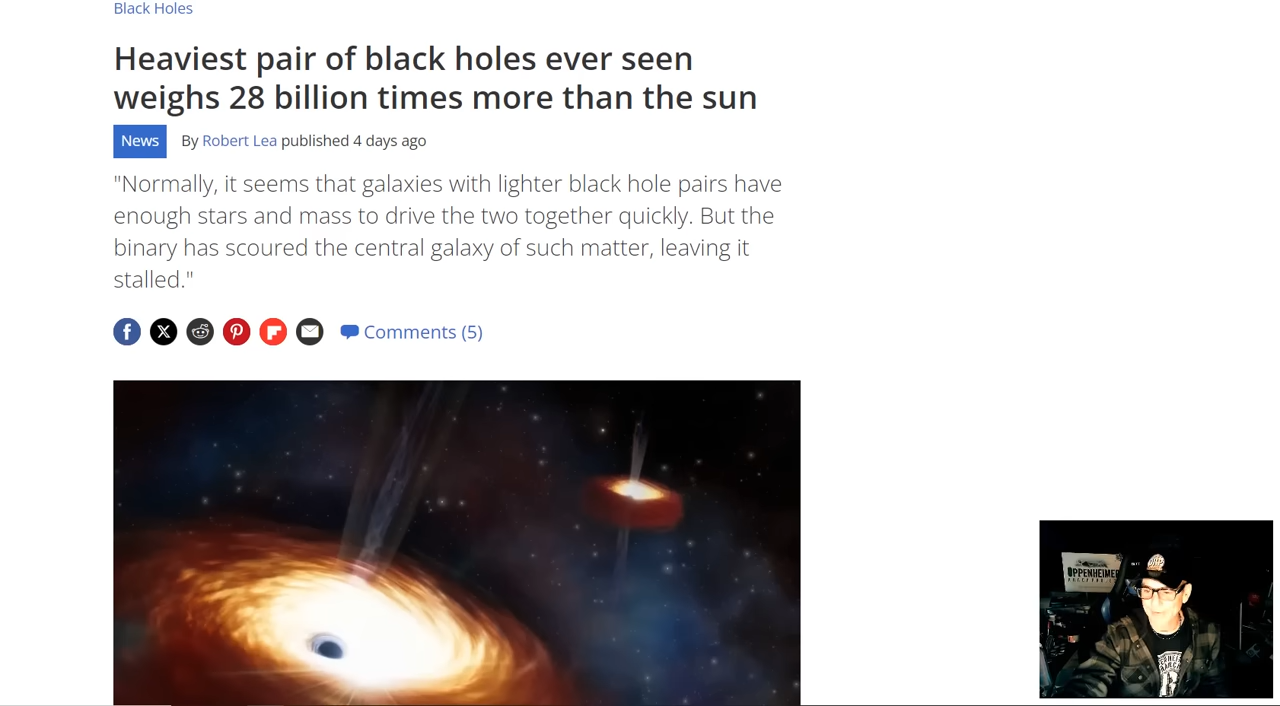 Black Holes
Heaviest pair of black holes ever seen
weighs 28 billion times more than the sun
News By Robert Lea published 4 days ago
"Normally, it seems that galaxies with lighter black hole pairs have
enough stars and mass to drive the two together quickly. But the
binary has scoured the central galaxy of such matter, leaving it
stalled."
Comments (5)
OPPENHEIMER